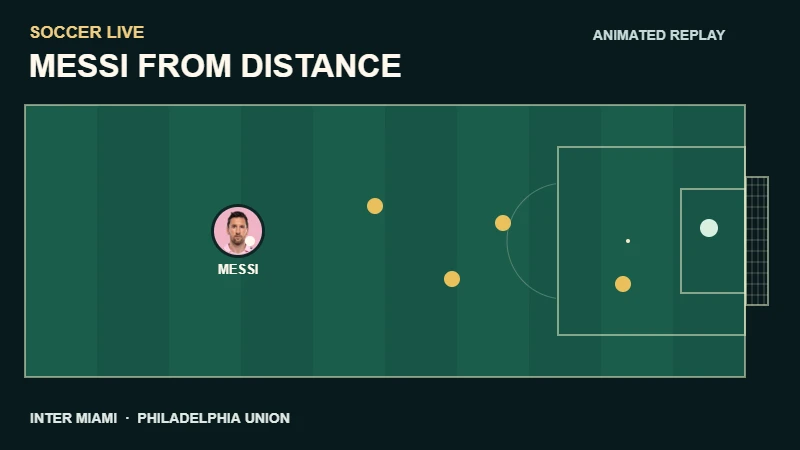 SOCCER LIVE
ANIMATED REPLAY
MESSI FROM DISTANCE
MESSI
INTER MIAMI · PHILADELPHIA UNION